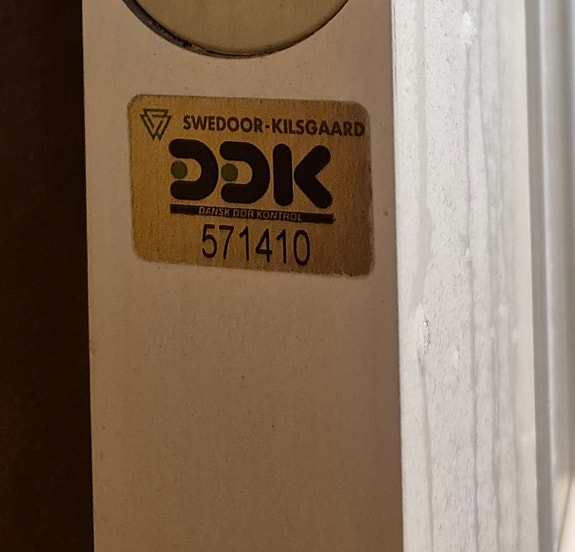 SWEDOOR-KILSGAARD
DDK
DANSK DØR KONTROL
571410